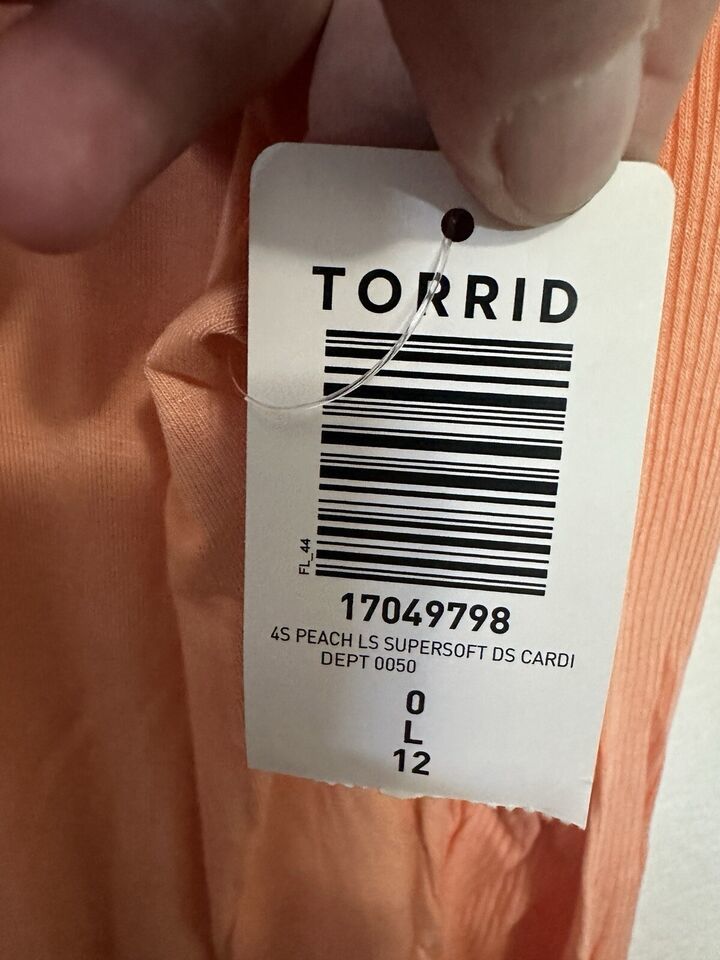 TORRID
FL_44
17049798
4S PEACH LS SUPERSOFT DS CARDI
DEPT 0050
0
L
12